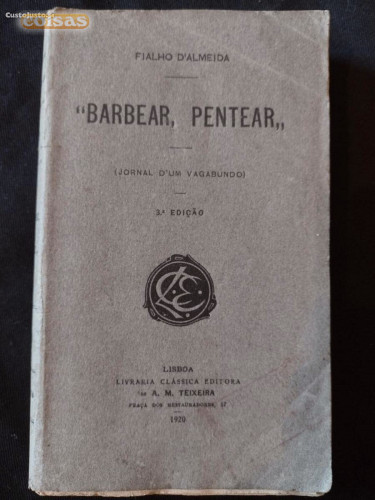 CustoJusto.pt
coisas
FIALHO D'ALMEIDA
"BARBEAR, PENTEAR„
(JORNAL D'UM VAGABUNDO)
3.ª EDIÇÃO
LISBOA
LIVRARIA CLÁSSICA EDITORA
DE A. M. TEIXEIRA
PRAÇA DOS RESTAURADORES, 17
1920